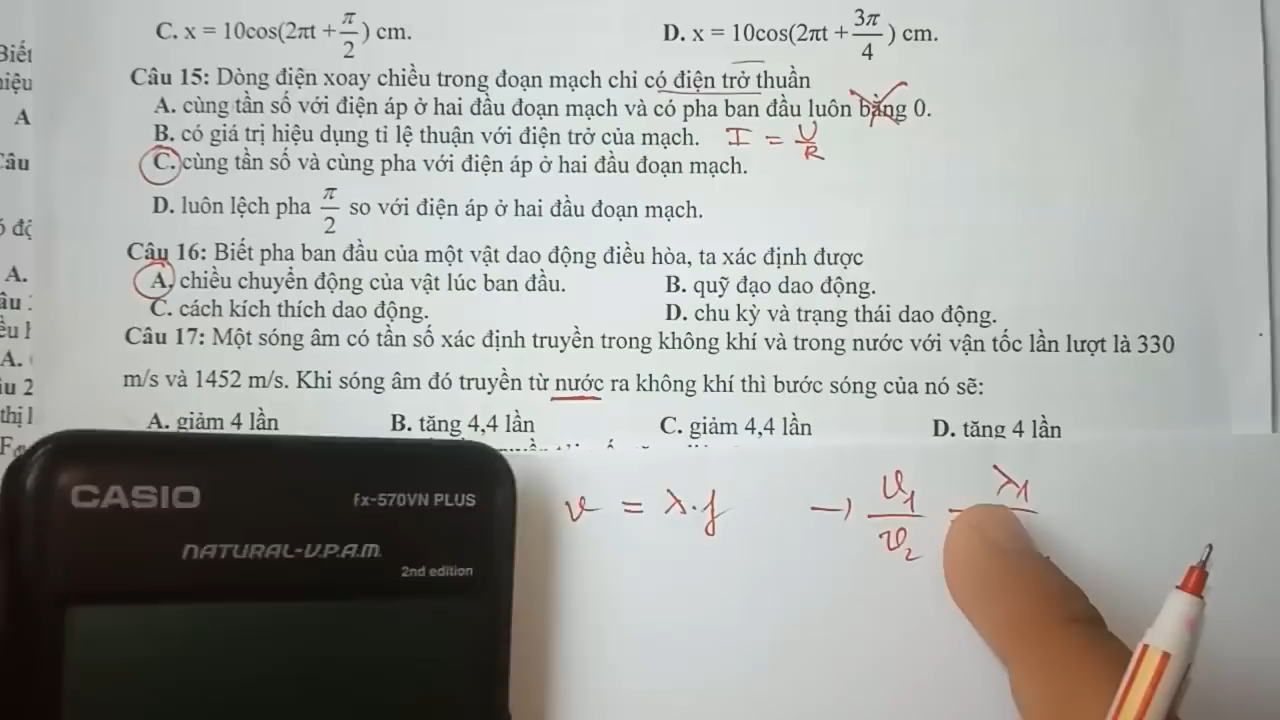 C. x = 10cos(2πt + π/2) cm. D. x = 10cos(2πt + 3π/4) cm.
Biết
Câu 15: Dòng điện xoay chiều trong đoạn mạch chỉ có điện trở thuần
A
A. cùng tần số với điện áp ở hai đầu đoạn mạch và có pha ban đầu luôn bằng 0.
B. có giá trị hiệu dụng tỉ lệ thuận với điện trở của mạch. I = U/R
C. cùng tần số và cùng pha với điện áp ở hai đầu đoạn mạch.
D. luôn lệch pha π/2 so với điện áp ở hai đầu đoạn mạch.
Câu 16: Biết pha ban đầu của một vật dao động điều hòa, ta xác định được
A.
A. chiều chuyển động của vật lúc ban đầu. B. quỹ đạo dao động.
C. cách kích thích dao động. D. chu kỳ và trạng thái dao động.
Câu 17: Một sóng âm có tần số xác định truyền trong không khí và trong nước với vận tốc lần lượt là 330
A.
m/s và 1452 m/s. Khi sóng âm đó truyền từ nước ra không khí thì bước sóng của nó sẽ:
A. giảm 4 lần B. tăng 4,4 lần C. giảm 4,4 lần D. tăng 4 lần
CASIO fx-570VN PLUS
NATURAL-V.P.A.M.
2nd edition
v = λ.f → v₁/v₂ = λ₁